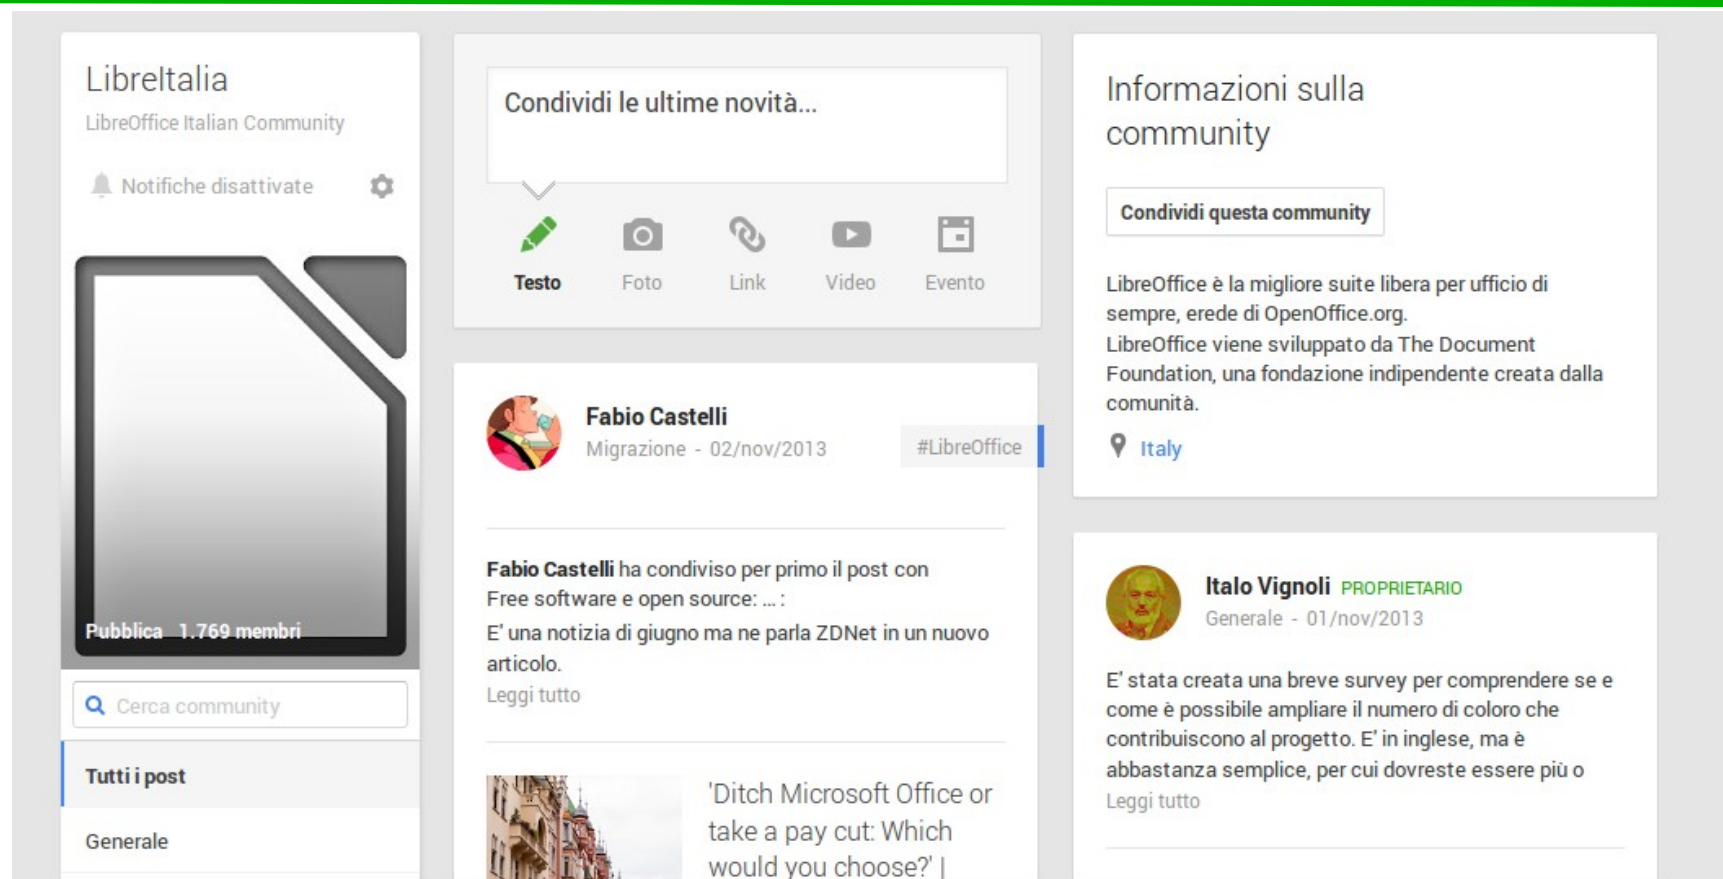 LibreItalia
LibreOffice Italian Community
Notifiche disattivate
Pubblica 1.769 membri
Cerca community
Tutti i post
Generale
Condividi le ultime novità...
Testo
Foto
Link
Video
Evento
Fabio Castelli
Migrazione - 02/nov/2013
#LibreOffice
Fabio Castelli ha condiviso per primo il post con
Free software e open source: ... :
E' una notizia di giugno ma ne parla ZDNet in un nuovo
articolo.
Leggi tutto
'Ditch Microsoft Office or
take a pay cut: Which
would you choose?' |
Informazioni sulla
community
Condividi questa community
LibreOffice è la migliore suite libera per ufficio di
sempre, erede di OpenOffice.org.
LibreOffice viene sviluppato da The Document
Foundation, una fondazione indipendente creata dalla
comunità.
Italy
Italo Vignoli PROPRIETARIO
Generale - 01/nov/2013
E' stata creata una breve survey per comprendere se e
come è possibile ampliare il numero di coloro che
contribuiscono al progetto. E' in inglese, ma è
abbastanza semplice, per cui dovreste essere più o
Leggi tutto